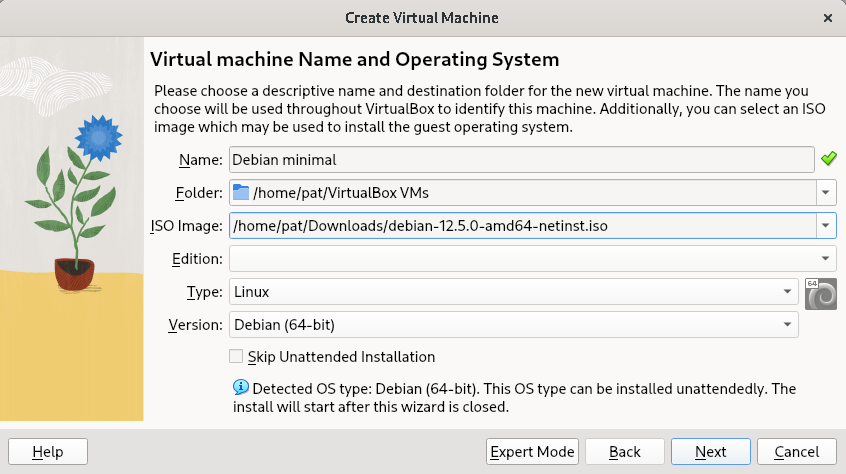 Create Virtual Machine
Virtual machine Name and Operating System
Please choose a descriptive name and destination folder for the new virtual machine. The name you
choose will be used throughout VirtualBox to identify this machine. Additionally, you can select an ISO
image which may be used to install the guest operating system.
Name: Debian minimal
Folder: /home/pat/VirtualBox VMs
ISO Image: /home/pat/Downloads/debian-12.5.0-amd64-netinst.iso
Edition:
Type: Linux
64
Version: Debian (64-bit)
Skip Unattended Installation
Detected OS type: Debian (64-bit). This OS type can be installed unattendedly. The
install will start after this wizard is closed.
Help Expert Mode Back Next Cancel